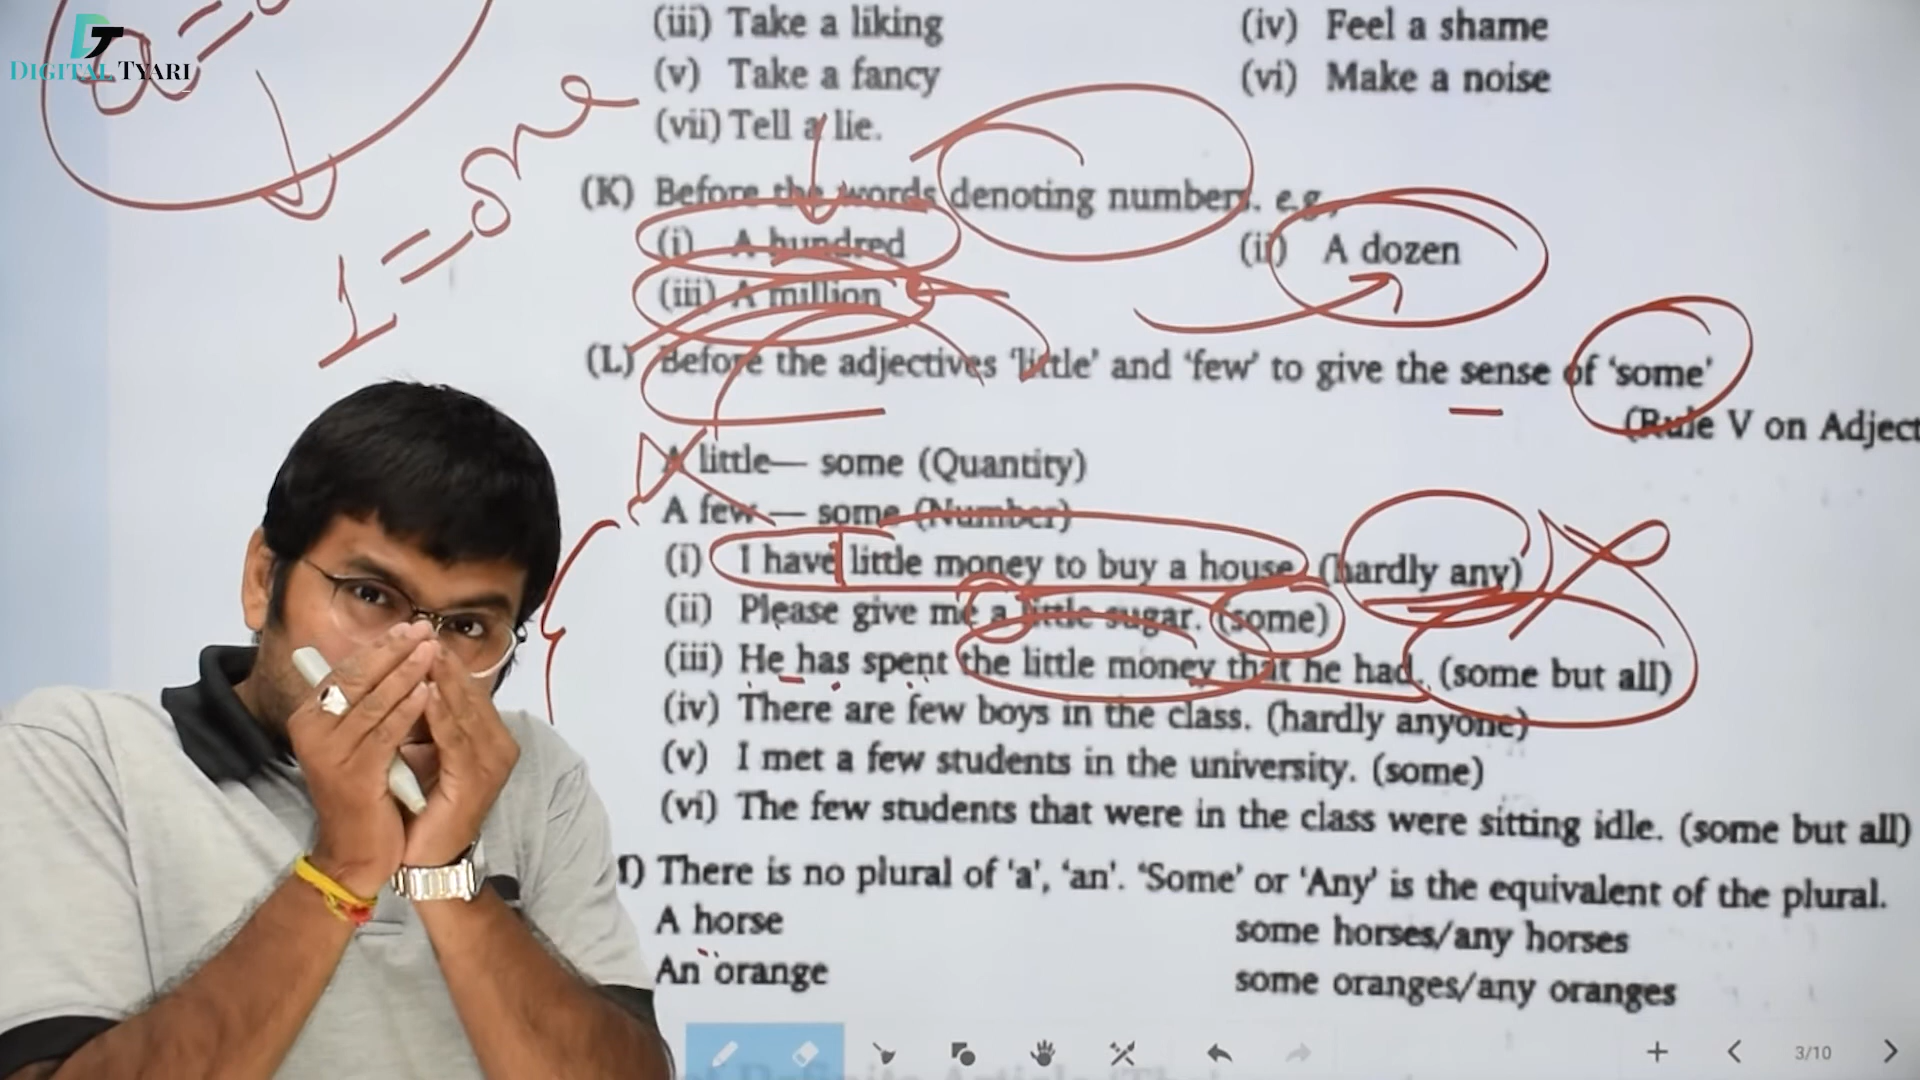 DT
DIGITAL TYARI
(iii) Take a liking (iv) Feel a shame
(v) Take a fancy (vi) Make a noise
(vii) Tell a lie.
1 = one
(K) Before the words denoting numbers. e.g.,
(i) A hundred (ii) A dozen
(iii) A million
(L) Before the adjectives 'little' and 'few' to give the sense of 'some'
(Rule V on Adject
A little— some (Quantity)
A few — some (Number)
(i) I have little money to buy a house. (hardly any)
(ii) Please give me a little sugar. (some)
(iii) He has spent the little money that he had. (some but all)
(iv) There are few boys in the class. (hardly anyone)
(v) I met a few students in the university. (some)
(vi) The few students that were in the class were sitting idle. (some but all)
) There is no plural of 'a', 'an'. 'Some' or 'Any' is the equivalent of the plural.
A horse some horses/any horses
An orange some oranges/any oranges
3/10